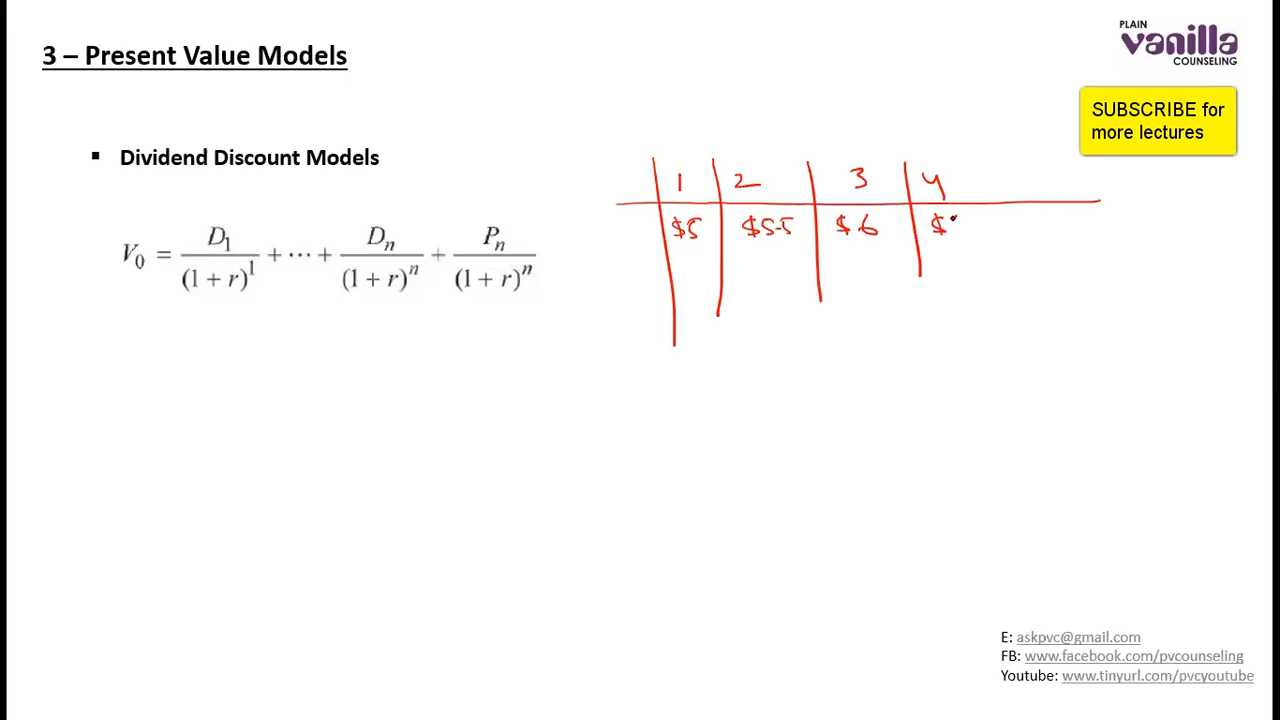 3 – Present Value Models
PLAIN
vanilla
COUNSELING
SUBSCRIBE for
more lectures
▪ Dividend Discount Models
1 2 3 4
$5 $5.5 $6 $
V₀ = D₁/(1 + r)¹ + ⋯ + Dₙ/(1 + r)ⁿ + Pₙ/(1 + r)ⁿ
E: askpvc@gmail.com
FB: www.facebook.com/pvcounseling
Youtube: www.tinyurl.com/pvcyoutube